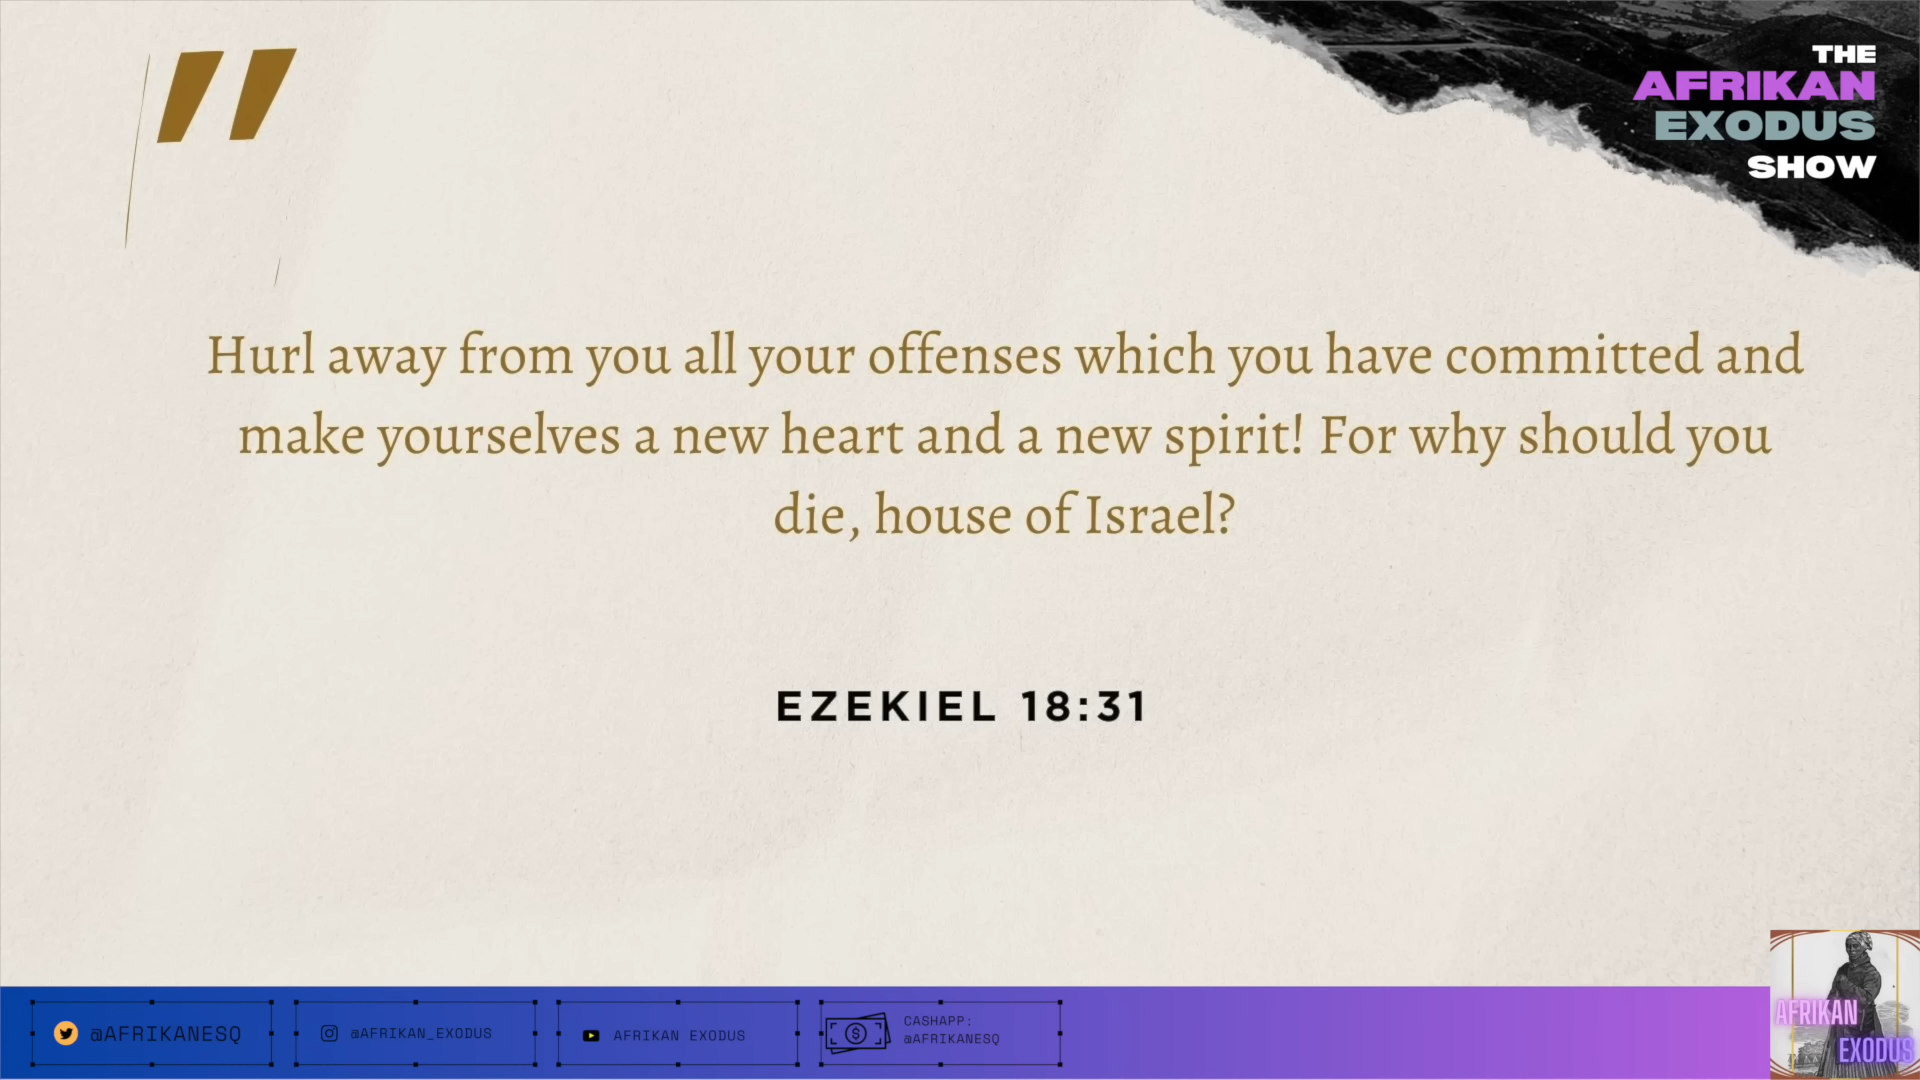 "
THE
AFRIKAN
EXODUS
SHOW
Hurl away from you all your offenses which you have committed and
make yourselves a new heart and a new spirit! For why should you
die, house of Israel?
EZEKIEL 18:31
@AFRIKANESQ
@AFRIKAN_EXODUS
AFRIKAN EXODUS
CASHAPP:
@AFRIKANESQ
AFRIKAN
EXODUS